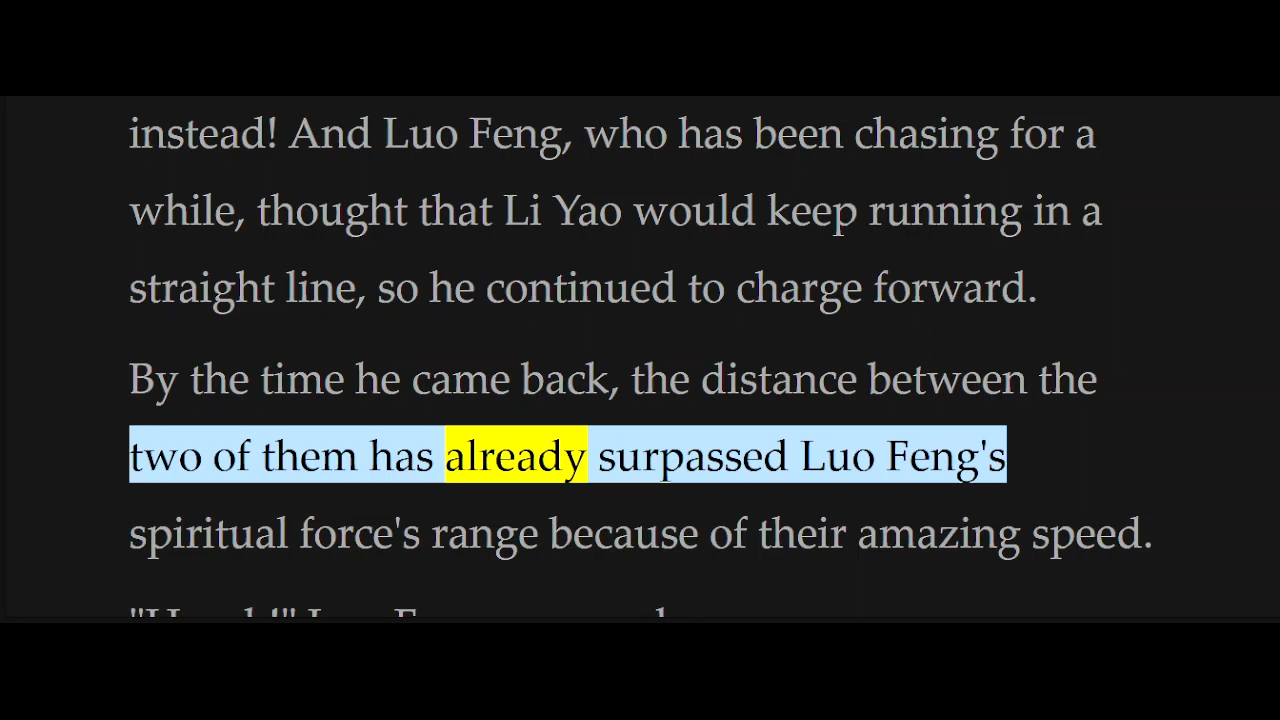 instead! And Luo Feng, who has been chasing for a
while, thought that Li Yao would keep running in a
straight line, so he continued to charge forward.
By the time he came back, the distance between the
two of them has already surpassed Luo Feng's
spiritual force's range because of their amazing speed.